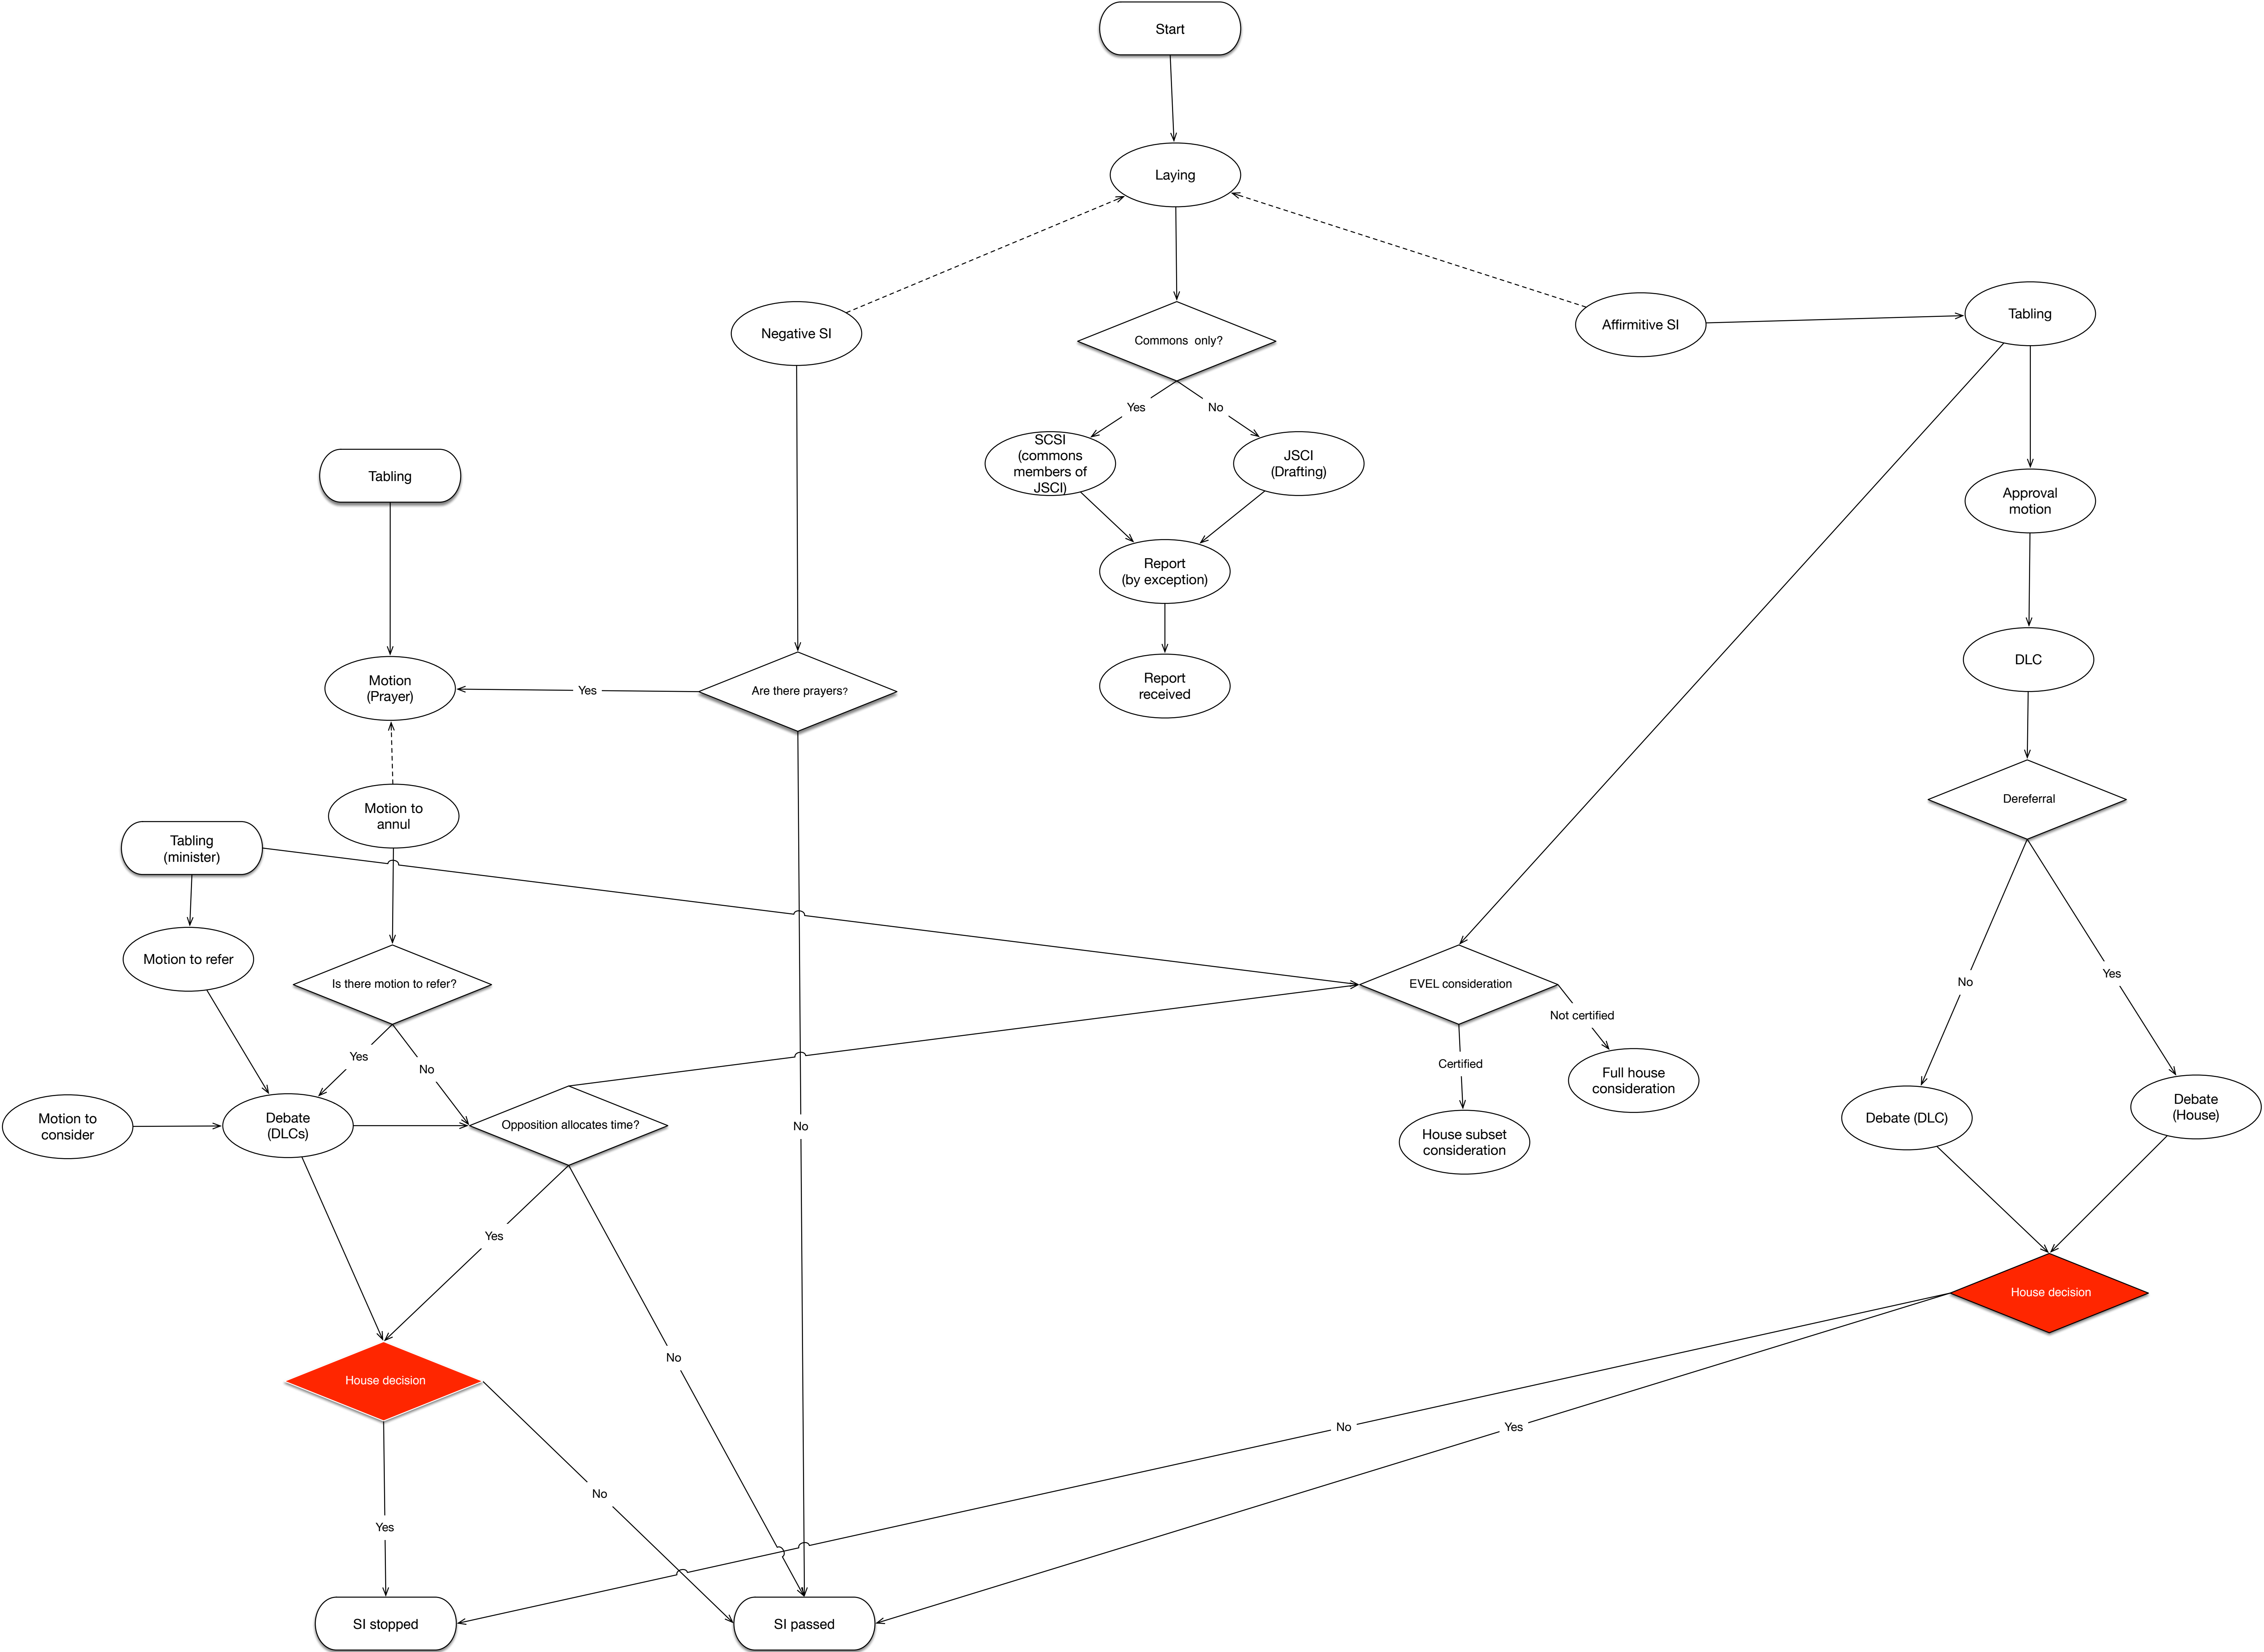 Start
Laying
Negative SI
Commons only?
Affirmitive SI
Tabling
Yes
No
SCSI
(commons
members of
JSCI)
JSCI
(Drafting)
Tabling
Approval
motion
Report
(by exception)
DLC
Motion
(Prayer)
Yes
Are there prayers?
Report
received
Dereferral
Motion to
annul
Tabling
(minister)
Motion to refer
Is there motion to refer?
EVEL consideration
No
Yes
Not certified
Yes
No
Certified
Full house
consideration
Motion to
consider
Debate
(DLCs)
Opposition allocates time?
No
House subset
consideration
Debate (DLC)
Debate
(House)
Yes
House decision
No
House decision
No
Yes
No
Yes
SI stopped
SI passed